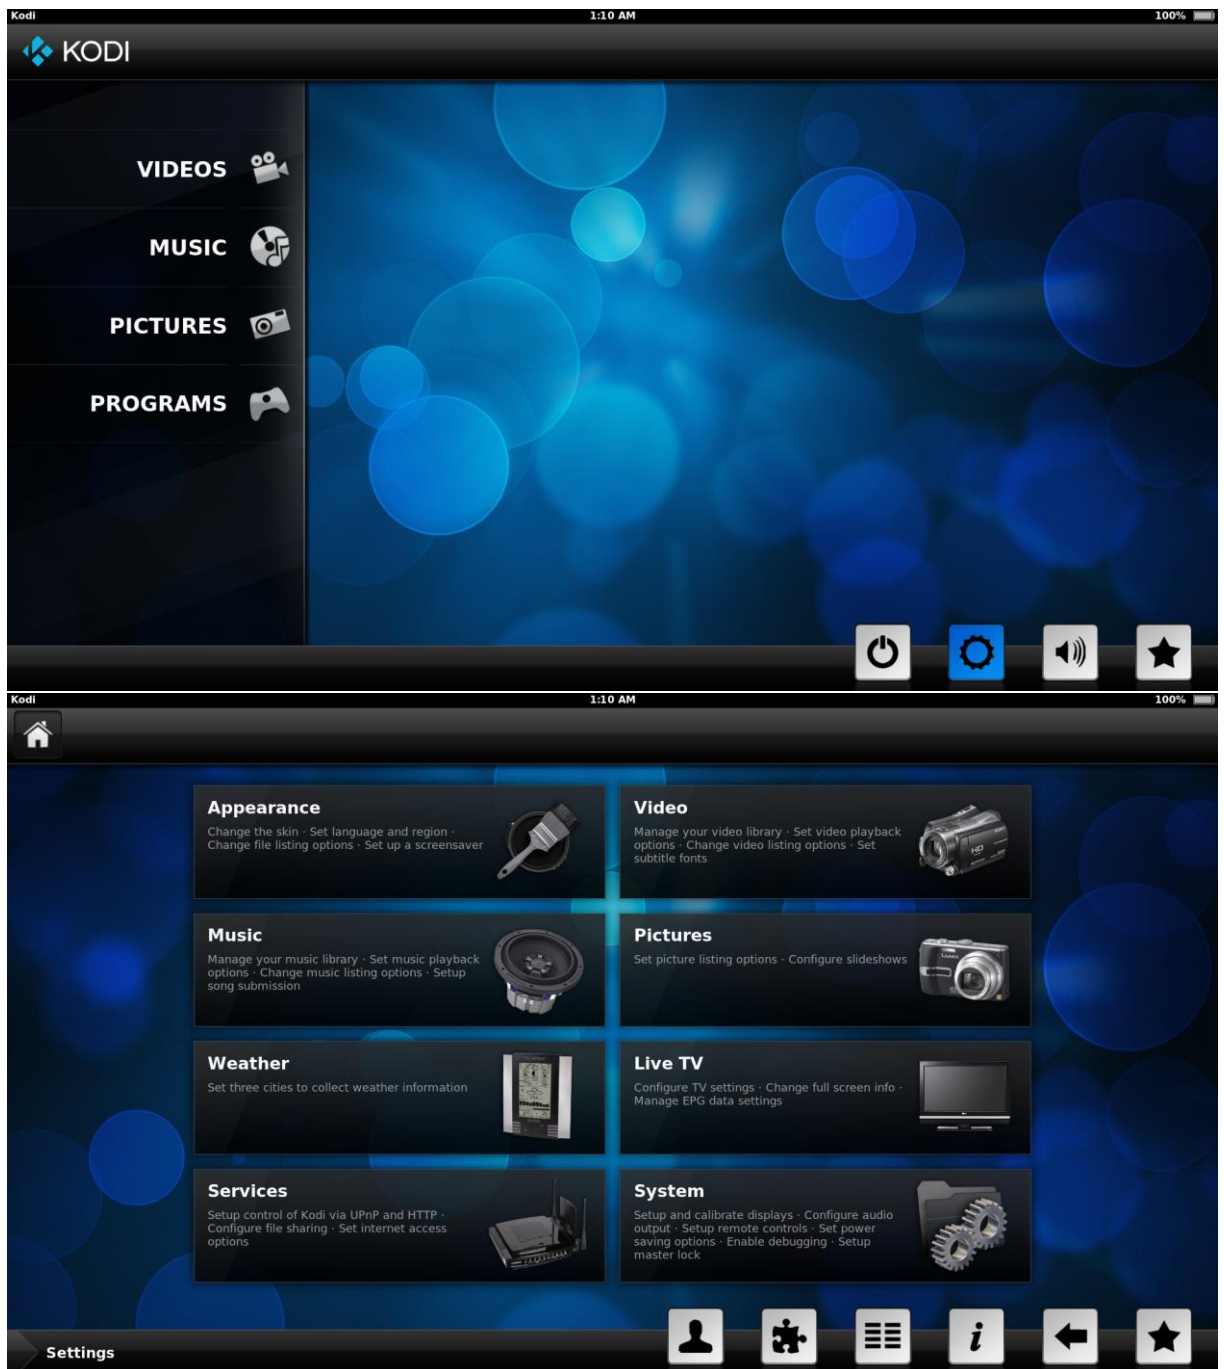 Kodi 1:10 AM 100%
KODI
VIDEOS
MUSIC
PICTURES
PROGRAMS
Kodi 1:10 AM 100%
Appearance
Change the skin · Set language and region ·
Change file listing options · Set up a screensaver
Video
Manage your video library · Set video playback
options · Change video listing options · Set
subtitle fonts
HD
Music
Manage your music library · Set music playback
options · Change music listing options · Setup
song submission
Pictures
Set picture listing options · Configure slideshows
LUMIX
Weather
Set three cities to collect weather information
Live TV
Configure TV settings · Change full screen info ·
Manage EPG data settings
Services
Setup control of Kodi via UPnP and HTTP ·
Configure file sharing · Set internet access
options
System
Setup and calibrate displays · Configure audio
output · Setup remote controls · Set power
saving options · Enable debugging · Setup
master lock
i
Settings